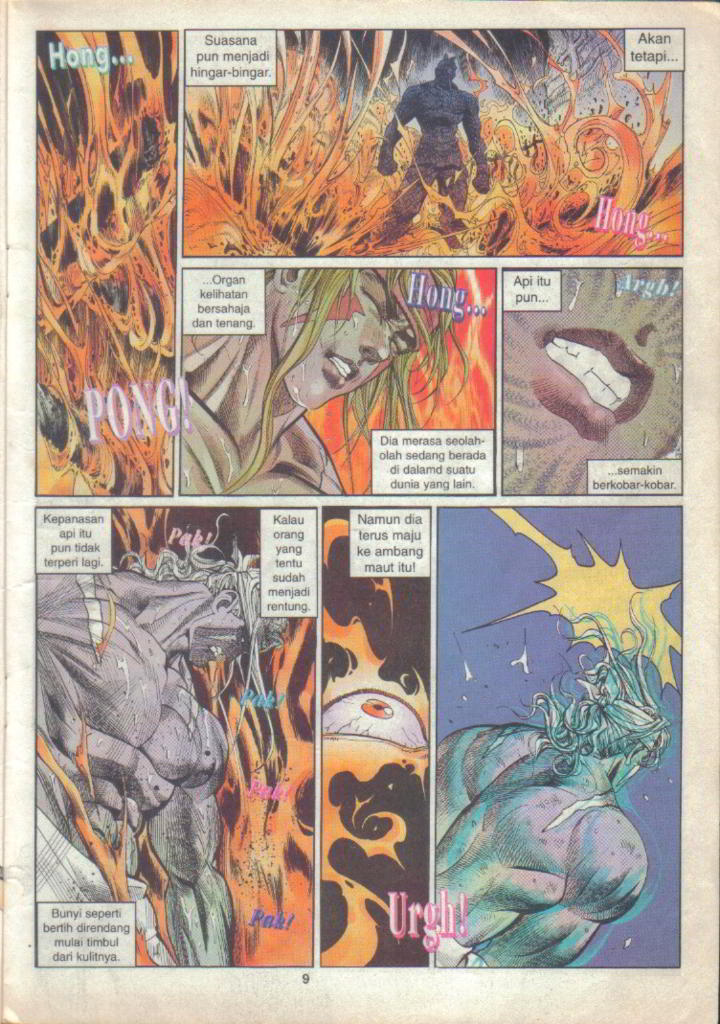 Hong...
PONG!
Suasana
pun menjadi
hingar-bingar.
Akan
tetapi...
Hong...
...Organ
kelihatan
bersahaja
dan tenang.
Hong...
Dia merasa seolah-
olah sedang berada
di dalamd suatu
dunia yang lain.
Api itu
pun...
Argh!
...semakin
berkobar-kobar.
Kepanasan
api itu
pun tidak
terperi lagi.
Pak!
Kalau
orang
yang
tentu
sudah
menjadi
rentung.
Pak!
Pak!
Pak!
Bunyi seperti
bertih direndang
mulai timbul
dari kulitnya.
Namun dia
terus maju
ke ambang
maut itu!
Urgh!
9